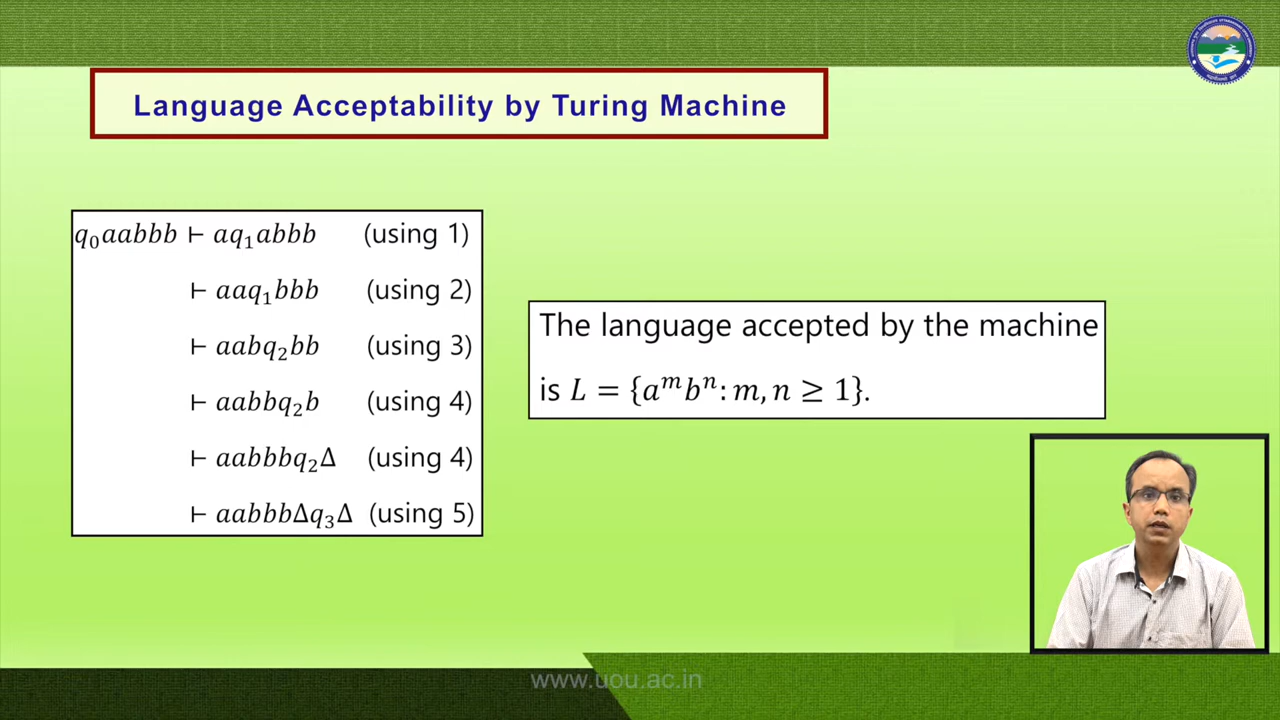 Language Acceptability by Turing Machine
q₀aabbb ⊢ aq₁abbb (using 1)
⊢ aaq₁bbb (using 2)
⊢ aabq₂bb (using 3)
⊢ aabbq₂b (using 4)
⊢ aabbbq₂Δ (using 4)
⊢ aabbbΔq₃Δ (using 5)
The language accepted by the machine
is L = {aᵐbⁿ: m, n ≥ 1}.
www.uou.ac.in